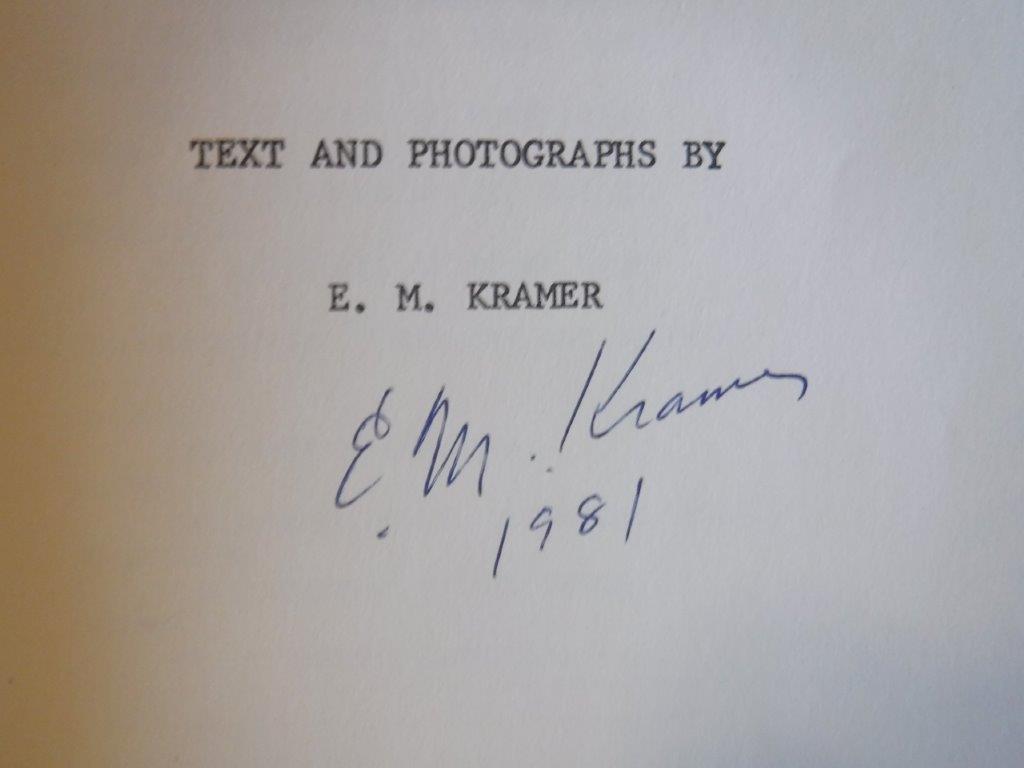 TEXT AND PHOTOGRAPHS BY
E. M. KRAMER
E. M. Kramer
1981